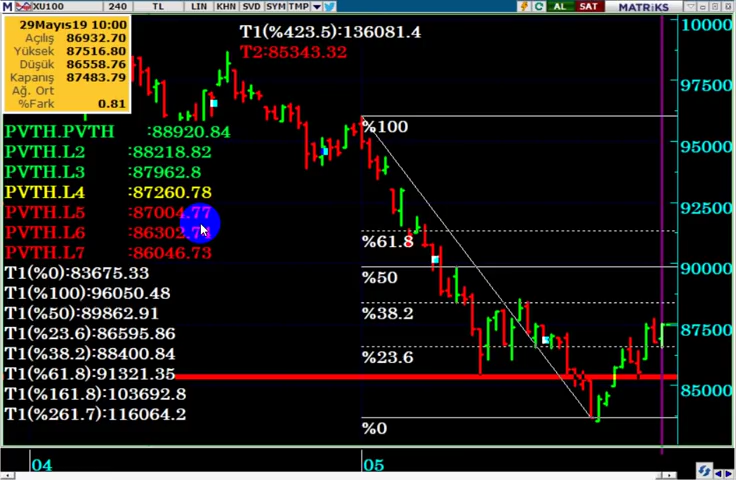 M XU100 240 TL LIN KHN SVD SYM TMP AL SAT MATRİKS
29Mayıs19 10:00
Açılış 86932.70
Yüksek 87516.80
Düşük 86558.76
Kapanış 87483.79
Ağ. Ort
%Fark 0.81
T1(%423.5):136081.4
T2:85343.32
PVTH.PVTH :88920.84
PVTH.L2 :88218.82
PVTH.L3 :87962.8
PVTH.L4 :87260.78
PVTH.L5 :87004.77
PVTH.L6 :86302.7
PVTH.L7 :86046.73
T1(%0):83675.33
T1(%100):96050.48
T1(%50):89862.91
T1(%23.6):86595.86
T1(%38.2):88400.84
T1(%61.8):91321.35
T1(%161.8):103692.8
T1(%261.7):116064.2
%100
%61.8
%50
%38.2
%23.6
%0
10000
97500
95000
92500
90000
87500
85000
04 05